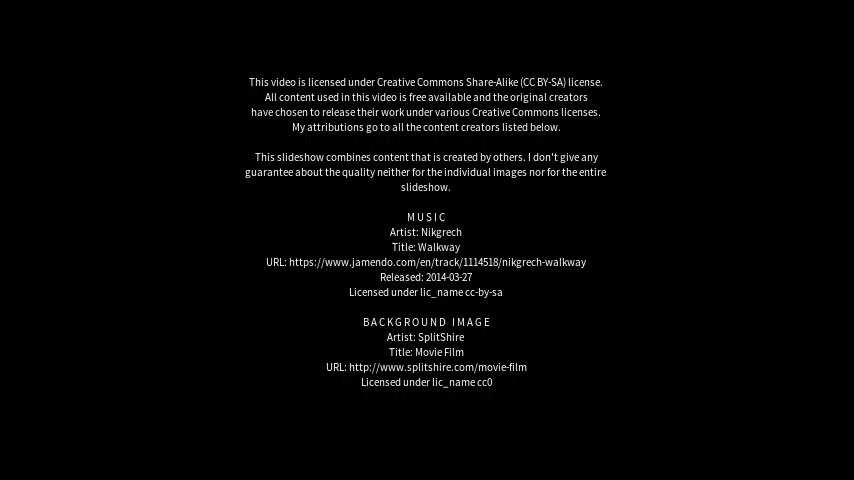 This video is licensed under Creative Commons Share-Alike (CC BY-SA) license.
All content used in this video is free available and the original creators
have chosen to release their work under various Creative Commons licenses.
My attributions go to all the content creators listed below.
This slideshow combines content that is created by others. I don't give any
guarantee about the quality neither for the individual images nor for the entire
slideshow.
M U S I C
Artist: Nikgrech
Title: Walkway
URL: https://www.jamendo.com/en/track/1114518/nikgrech-walkway
Released: 2014-03-27
Licensed under lic_name cc-by-sa
B A C K G R O U N D  I M A G E
Artist: SplitShire
Title: Movie Film
URL: http://www.splitshire.com/movie-film
Licensed under lic_name cc0